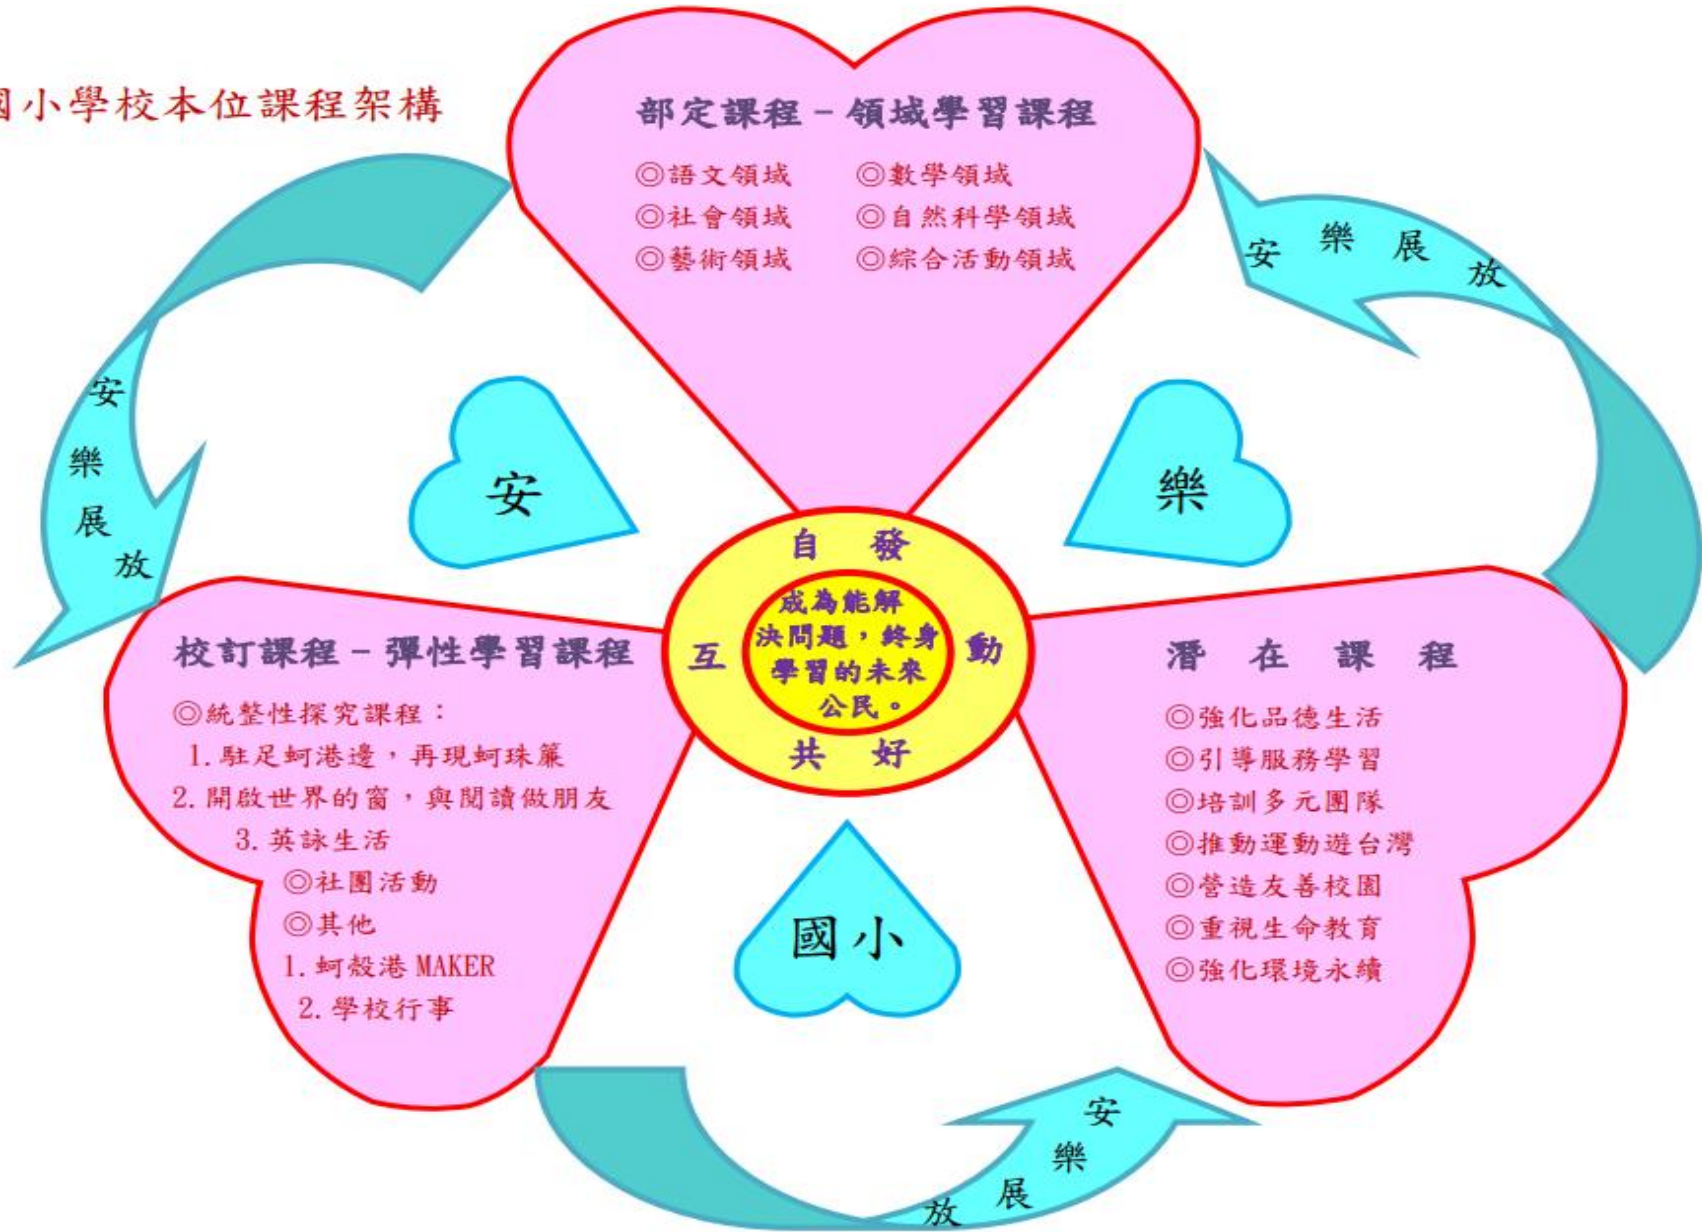 國小學校本位課程架構
部定課程－領域學習課程
◎語文領域 ◎數學領域
◎社會領域 ◎自然科學領域
◎藝術領域 ◎綜合活動領域
安樂展放
安樂展放
安
樂
自發
互動
共好
成為能解
決問題，終身
學習的未來
公民。
校訂課程－彈性學習課程
◎統整性探究課程：
1.駐足蚵港邊，再現蚵珠簾
2.開啟世界的窗，與閱讀做朋友
3.英詠生活
◎社團活動
◎其他
1.蚵殼港 MAKER
2.學校行事
潛在課程
◎強化品德生活
◎引導服務學習
◎培訓多元團隊
◎推動運動遊台灣
◎營造友善校園
◎重視生命教育
◎強化環境永續
國小
安樂展放